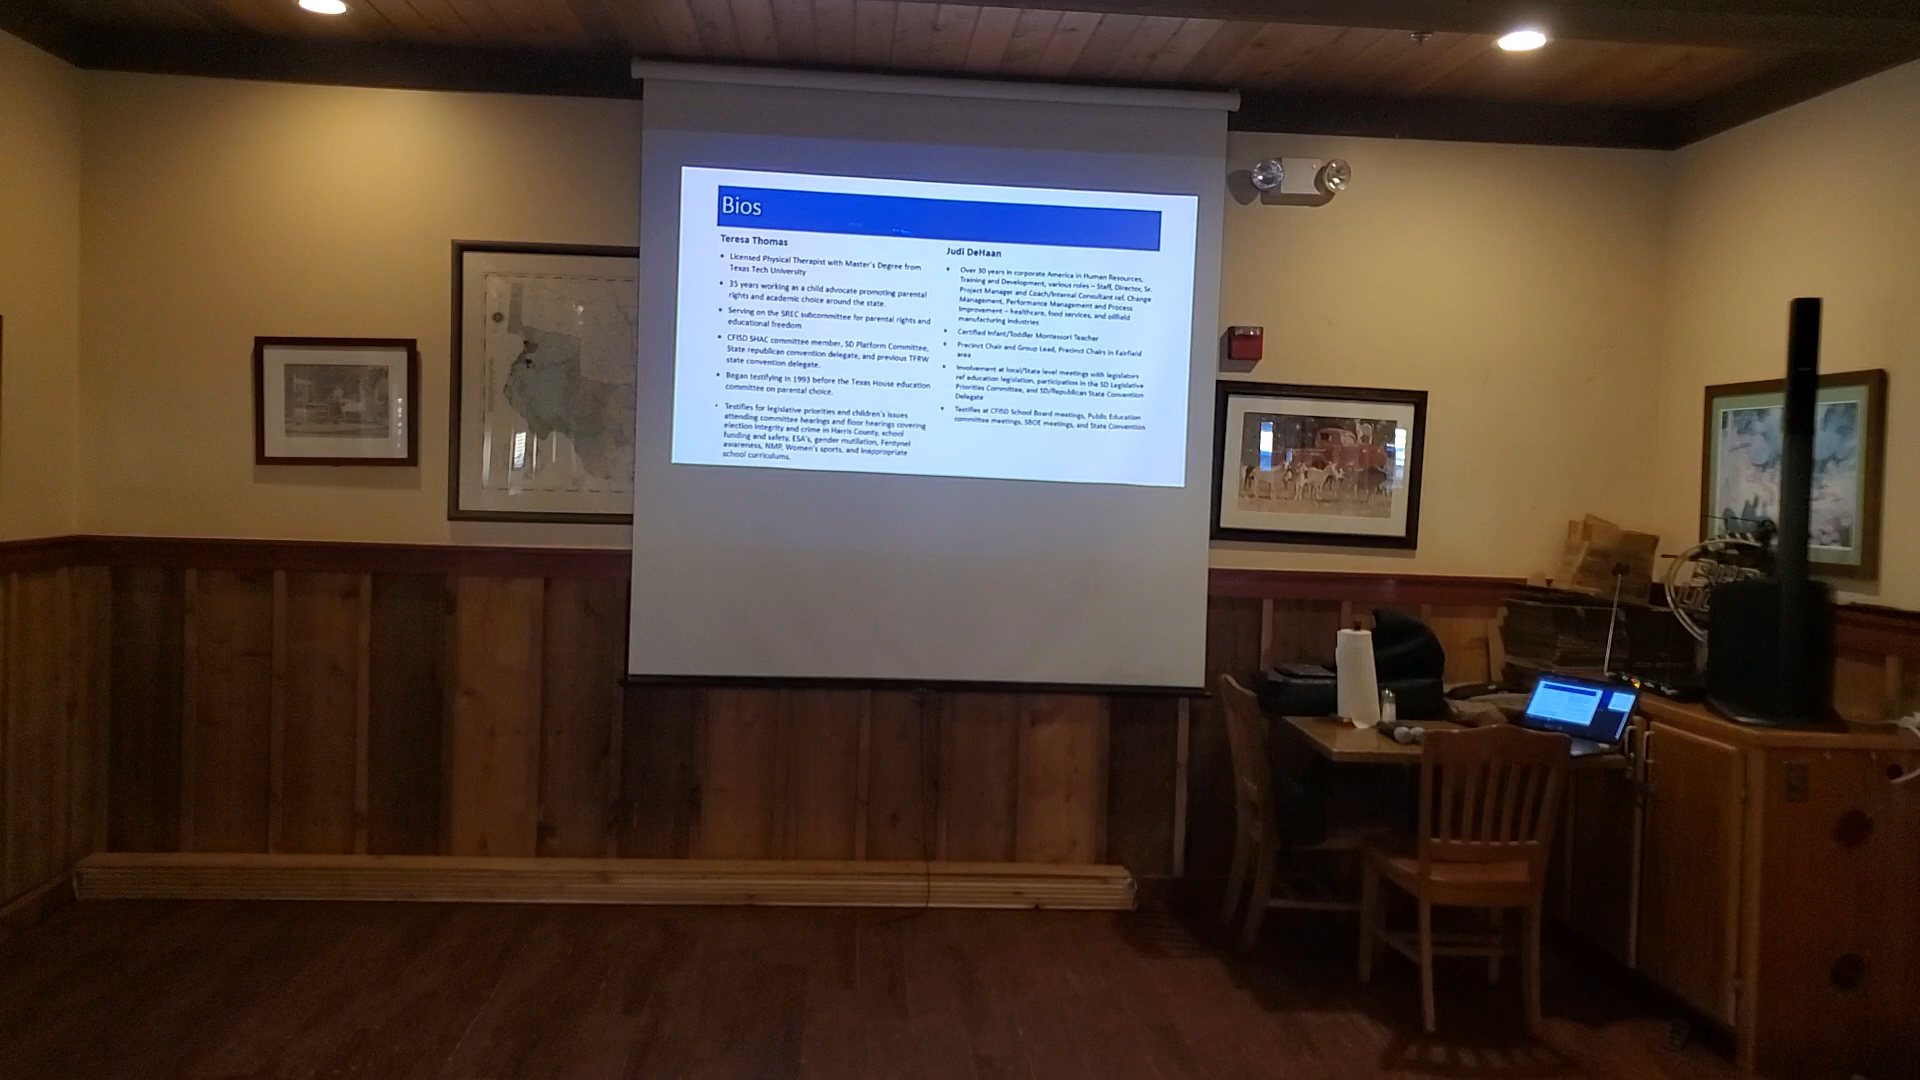 Bios
Teresa Thomas
• Licensed Physical Therapist with Master's Degree from
Texas Tech University
• 35 years working as a child advocate promoting parental
rights and academic choice around the state.
• Serving on the SREC subcommittee for parental rights and
educational freedom
• CFISD SHAC committee member, SD Platform Committee,
State republican convention delegate, and previous TFRW
state convention delegate.
• Began testifying in 1993 before the Texas House education
committee on parental choice.
• Testifies for legislative priorities and children's issues
attending committee hearings and floor hearings covering
election integrity and crime in Harris County, school
funding and safety, ESA's, gender mutilation, Fentynel
awareness, NMP, Women's sports, and inappropriate
school curriculums.
Judi DeHaan
• Over 30 years in corporate America in Human Resources,
Training and Development, various roles – Staff, Director, Sr.
Project Manager and Coach/Internal Consultant ref. Change
Management, Performance Management and Process
Improvement – healthcare, food services, and oilfield
manufacturing industries
• Certified Infant/Toddler Montessori Teacher
• Precinct Chair and Group Lead, Precinct Chairs in Fairfield
area
• Involvement at local/State level meetings with legislators
ref education legislation, participation in the SD Legislative
Priorities Committee, and SD/Republican State Convention
Delegate
• Testifies at CFISD School Board meetings, Public Education
committee meetings, SBOE meetings, and State Convention